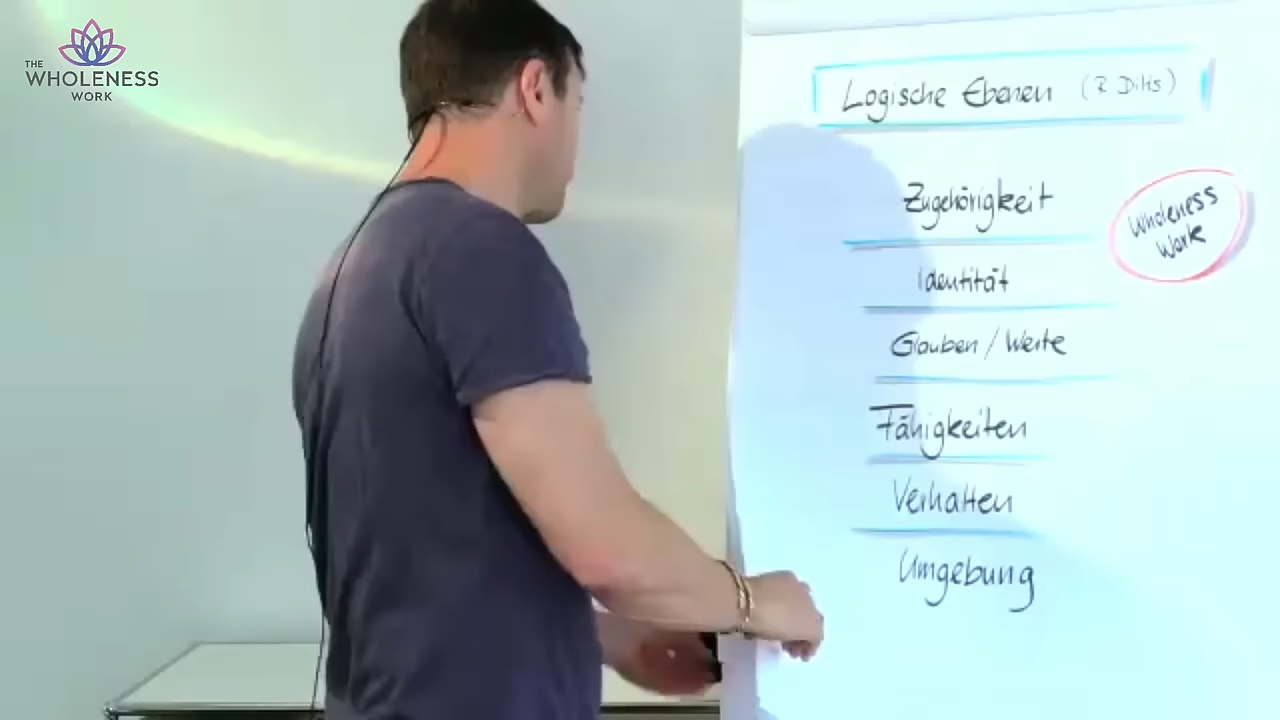 THE
WHOLENESS
WORK
Logische Ebenen (R Dilts)
Zugehörigkeit
Wholeness
Work
Identität
Glauben / Werte
Fähigkeiten
Verhalten
Umgebung